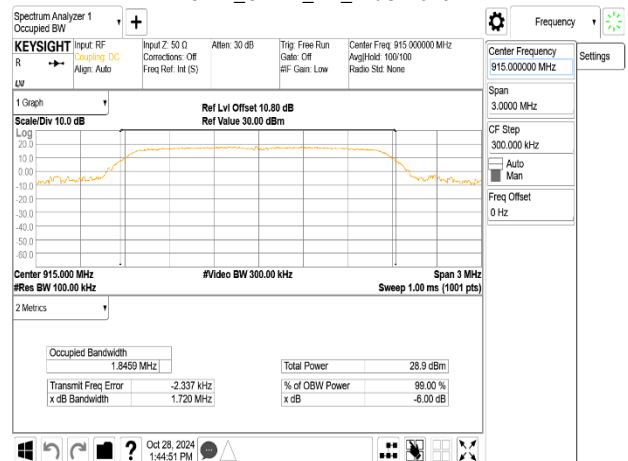 Spectrum Analyzer 1
Occupied BW
Frequency
KEYSIGHT
R
Input: RF
Coupling: DC
Align: Auto
Input Z: 50 Ω
Corrections: Off
Freq Ref: Int (S)
Atten: 30 dB
Trig: Free Run
Gate: Off
#IF Gain: Low
Center Freq: 915.000000 MHz
Avg|Hold: 100/100
Radio Std: None
Center Frequency
915.000000 MHz
Settings
Span
3.0000 MHz
CF Step
300.000 kHz
Auto
Man
Freq Offset
0 Hz
1 Graph
Scale/Div 10.0 dB
Ref Lvl Offset 10.80 dB
Ref Value 30.00 dBm
Log
20.0
10.0
0.00
-10.0
-20.0
-30.0
-40.0
-50.0
-60.0
Center 915.000 MHz
#Res BW 100.00 kHz
#Video BW 300.00 kHz
Span 3 MHz
Sweep 1.00 ms (1001 pts)
2 Metrics
Occupied Bandwidth
1.8459 MHz
Transmit Freq Error -2.337 kHz
x dB Bandwidth 1.720 MHz
Total Power 28.9 dBm
% of OBW Power 99.00 %
x dB -6.00 dB
?
Oct 28, 2024
1:44:51 PM